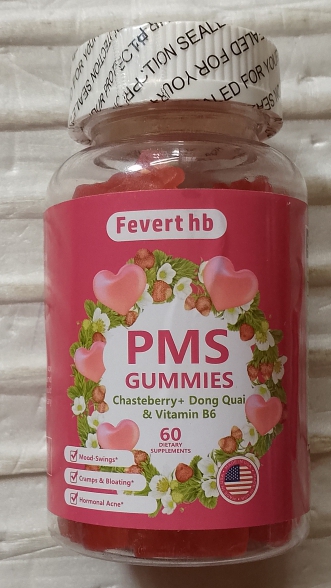 SEALED FOR YOUR PROTECTION
Fevert hb
PMS
GUMMIES
Chasteberry+ Dong Quai
& Vitamin B6
60
DIETARY
SUPPLEMENTS
Mood-Swings*
Cramps & Bloating*
Hormonal Acne*